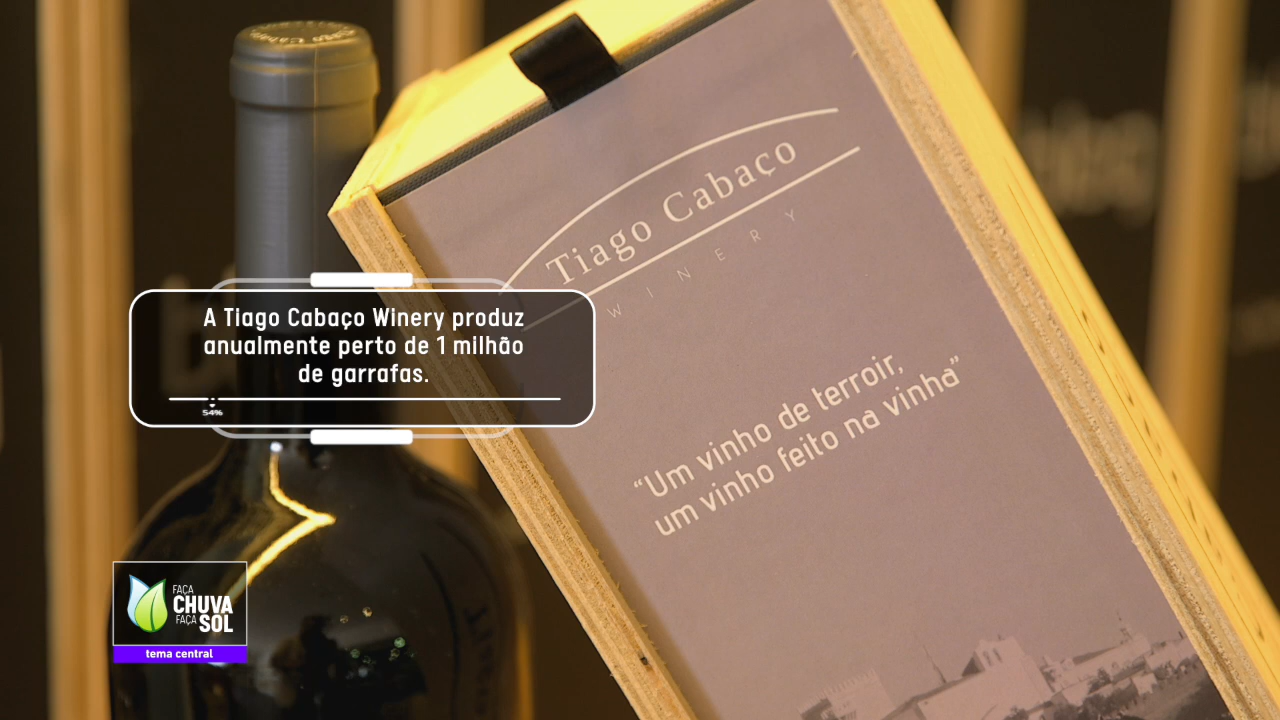 Tiago Cabaço
WINERY
“Um vinho de terroir,
um vinho feito na vinha”
A Tiago Cabaço Winery produz
anualmente perto de 1 milhão
de garrafas.
54%
FAÇA
CHUVA
FAÇA SOL
tema central